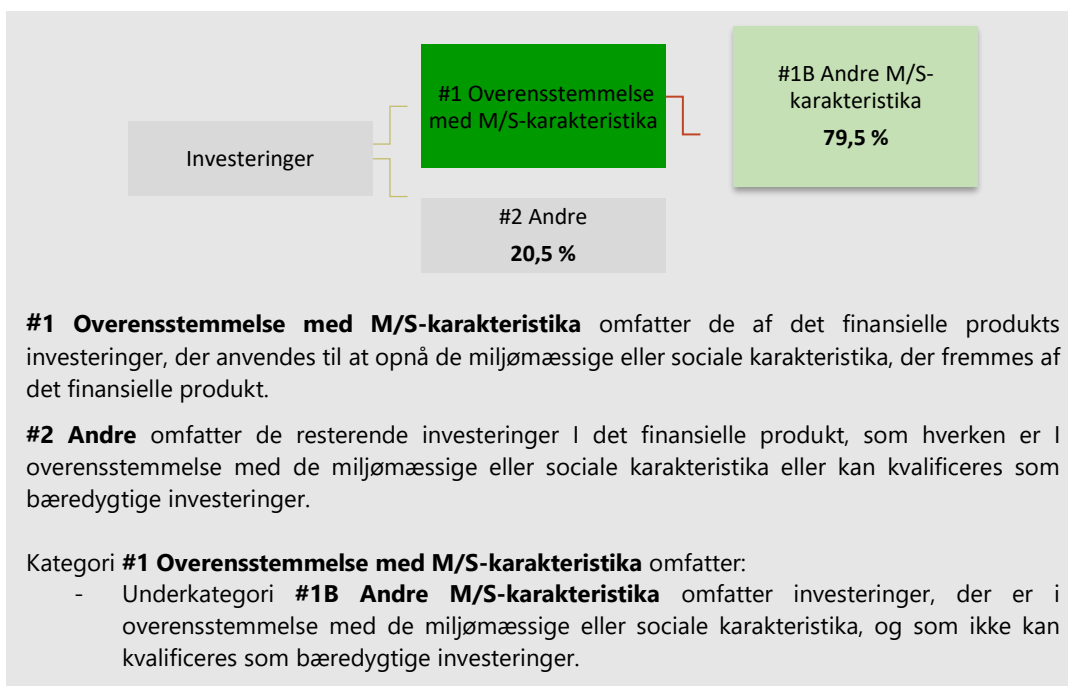 Investeringer
#1 Overensstemmelse
med M/S-karakteristika
#1B Andre M/S-
karakteristika
79,5 %
#2 Andre
20,5 %
#1 Overensstemmelse med M/S-karakteristika omfatter de af det finansielle produkts
investeringer, der anvendes til at opnå de miljømæssige eller sociale karakteristika, der fremmes af
det finansielle produkt.
#2 Andre omfatter de resterende investeringer I det finansielle produkt, som hverken er I
overensstemmelse med de miljømæssige eller sociale karakteristika eller kan kvalificeres som
bæredygtige investeringer.
Kategori #1 Overensstemmelse med M/S-karakteristika omfatter:
- Underkategori #1B Andre M/S-karakteristika omfatter investeringer, der er i
overensstemmelse med de miljømæssige eller sociale karakteristika, og som ikke kan
kvalificeres som bæredygtige investeringer.